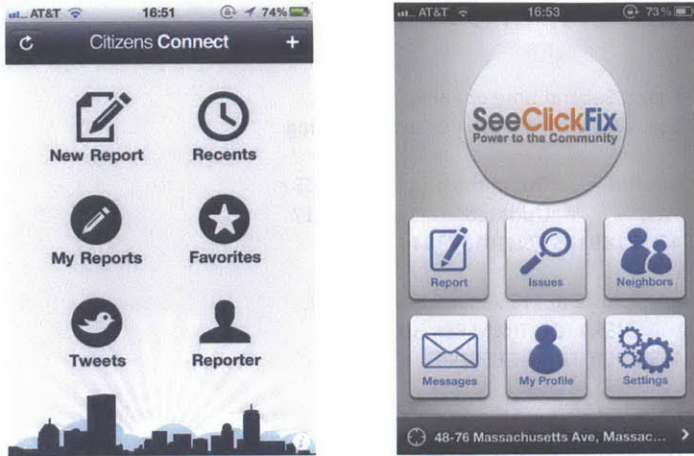 AT&T 16:51 74%
Citizens Connect +
New Report Recents
My Reports Favorites
Tweets Reporter
i
AT&T 16:53 73%
SeeClickFix
Power to the Community
Report Issues Neighbors
Messages My Profile Settings
48-76 Massachusetts Ave, Massac... >